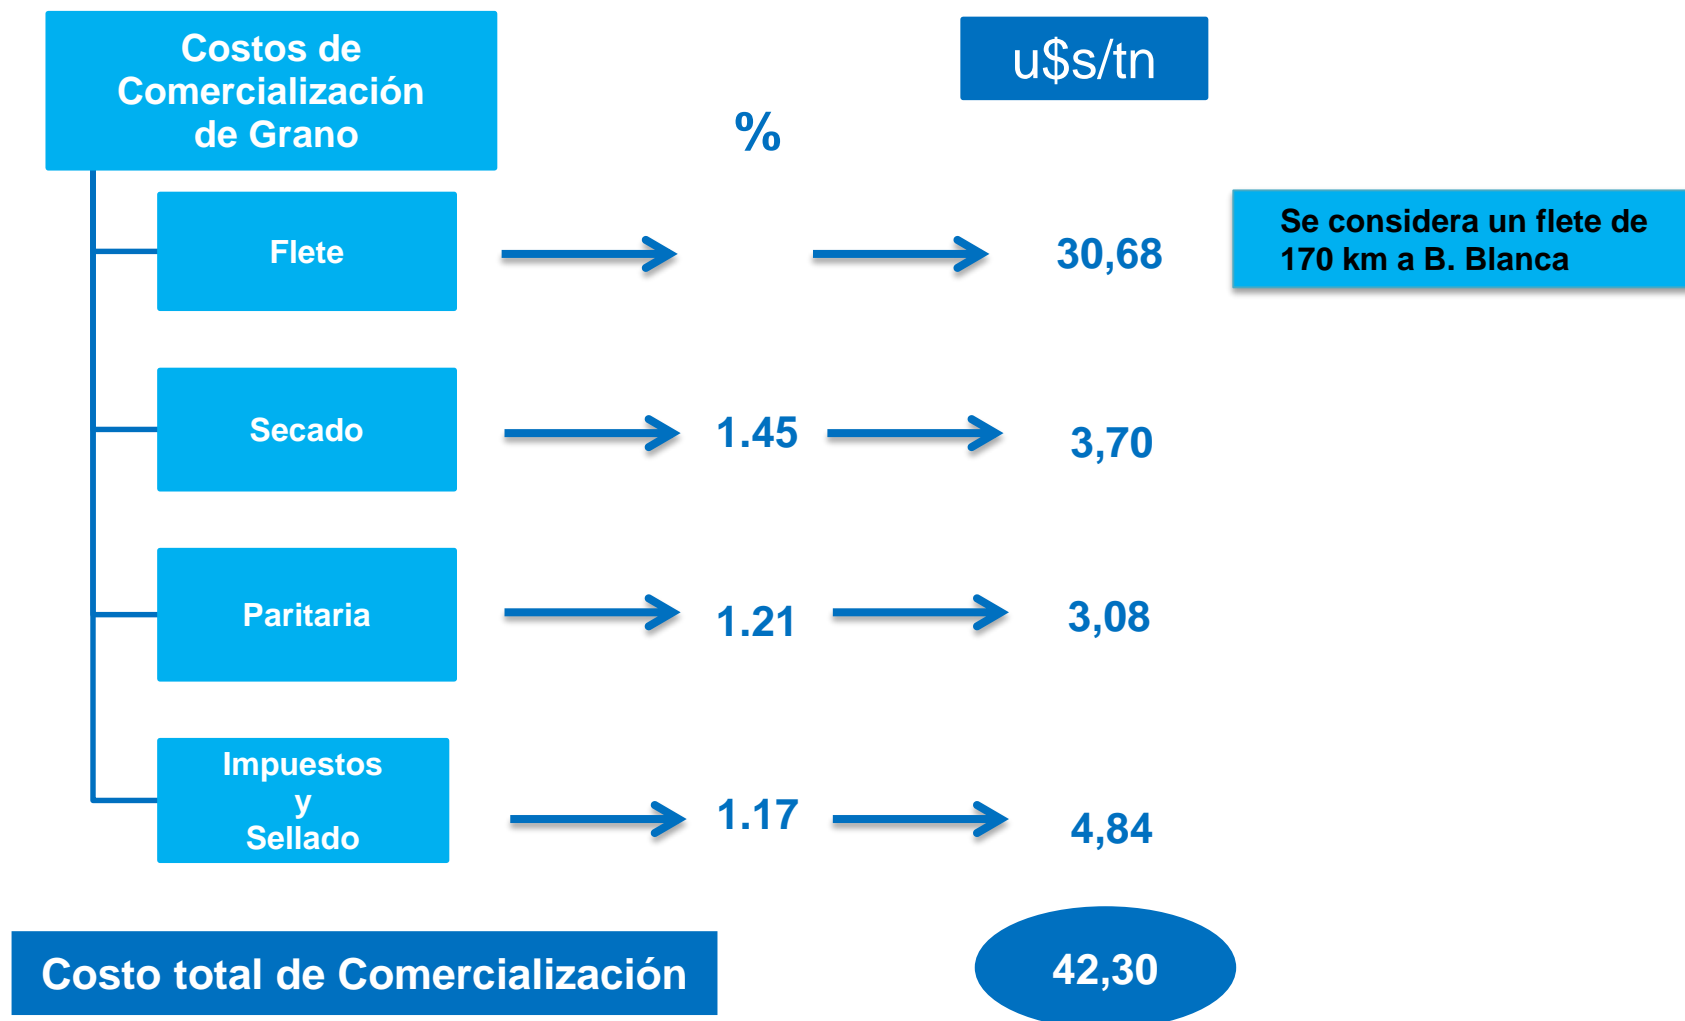 Costos de
Comercialización
de Grano
u$s/tn
%
Flete
30,68
Se considera un flete de
170 km a B. Blanca
Secado
1.45
3,70
Paritaria
1.21
3,08
Impuestos
y
Sellado
1.17
4,84
Costo total de Comercialización
42,30